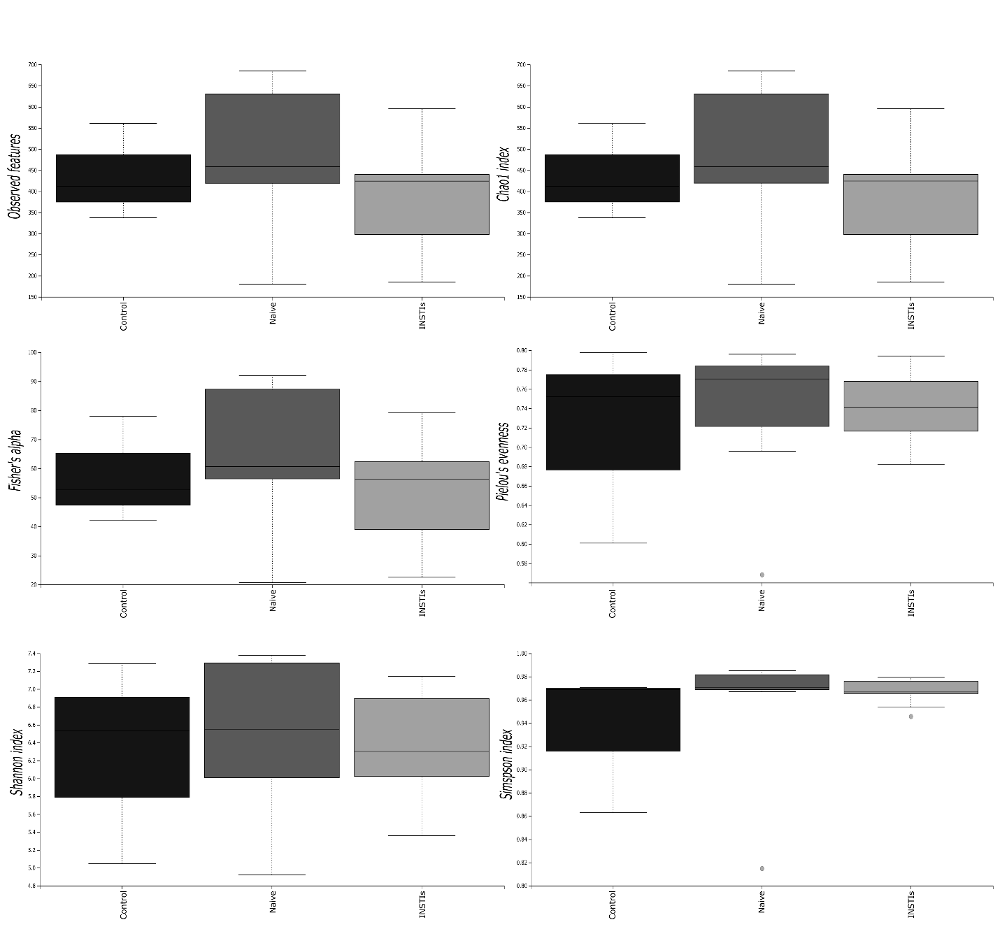 Observed features
700
650
600
550
500
450
400
350
300
250
200
150
Control
Naive
INSTIs
Chao1 index
700
650
600
550
500
450
400
350
300
250
200
150
Control
Naive
INSTIs
Fisher's alpha
100
90
80
70
60
50
40
30
20
Control
Naive
INSTIs
Pielou's evenness
0.80
0.78
0.76
0.74
0.72
0.70
0.68
0.66
0.64
0.62
0.60
0.58
Control
Naive
INSTIs
Shannon index
7.4
7.2
7.0
6.8
6.6
6.4
6.2
6.0
5.8
5.6
5.4
5.2
5.0
4.8
Control
Naive
INSTIs
Simspson index
1.00
0.98
0.96
0.94
0.92
0.90
0.88
0.86
0.84
0.82
0.80
Control
Naive
INSTIs